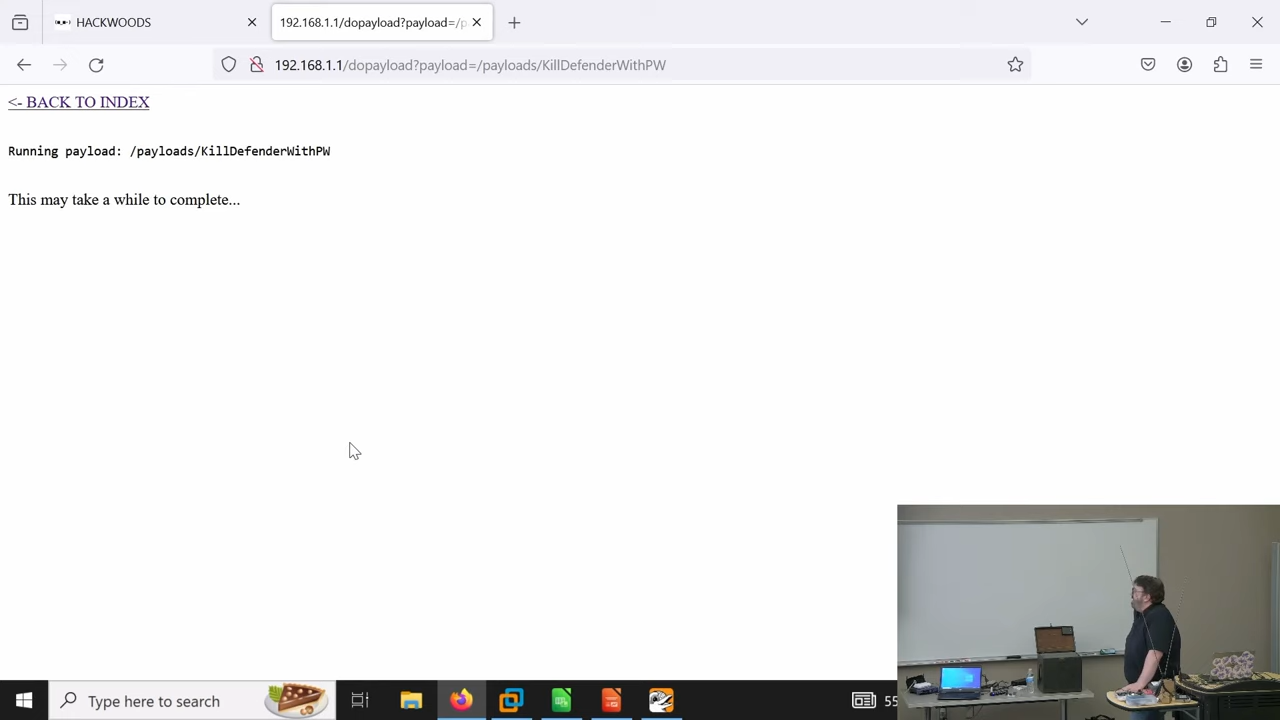 HACKWOODS
192.168.1.1/dopayload?payload=/p
192.168.1.1/dopayload?payload=/payloads/KillDefenderWithPW
<- BACK TO INDEX
Running payload: /payloads/KillDefenderWithPW
This may take a while to complete...
Type here to search
55